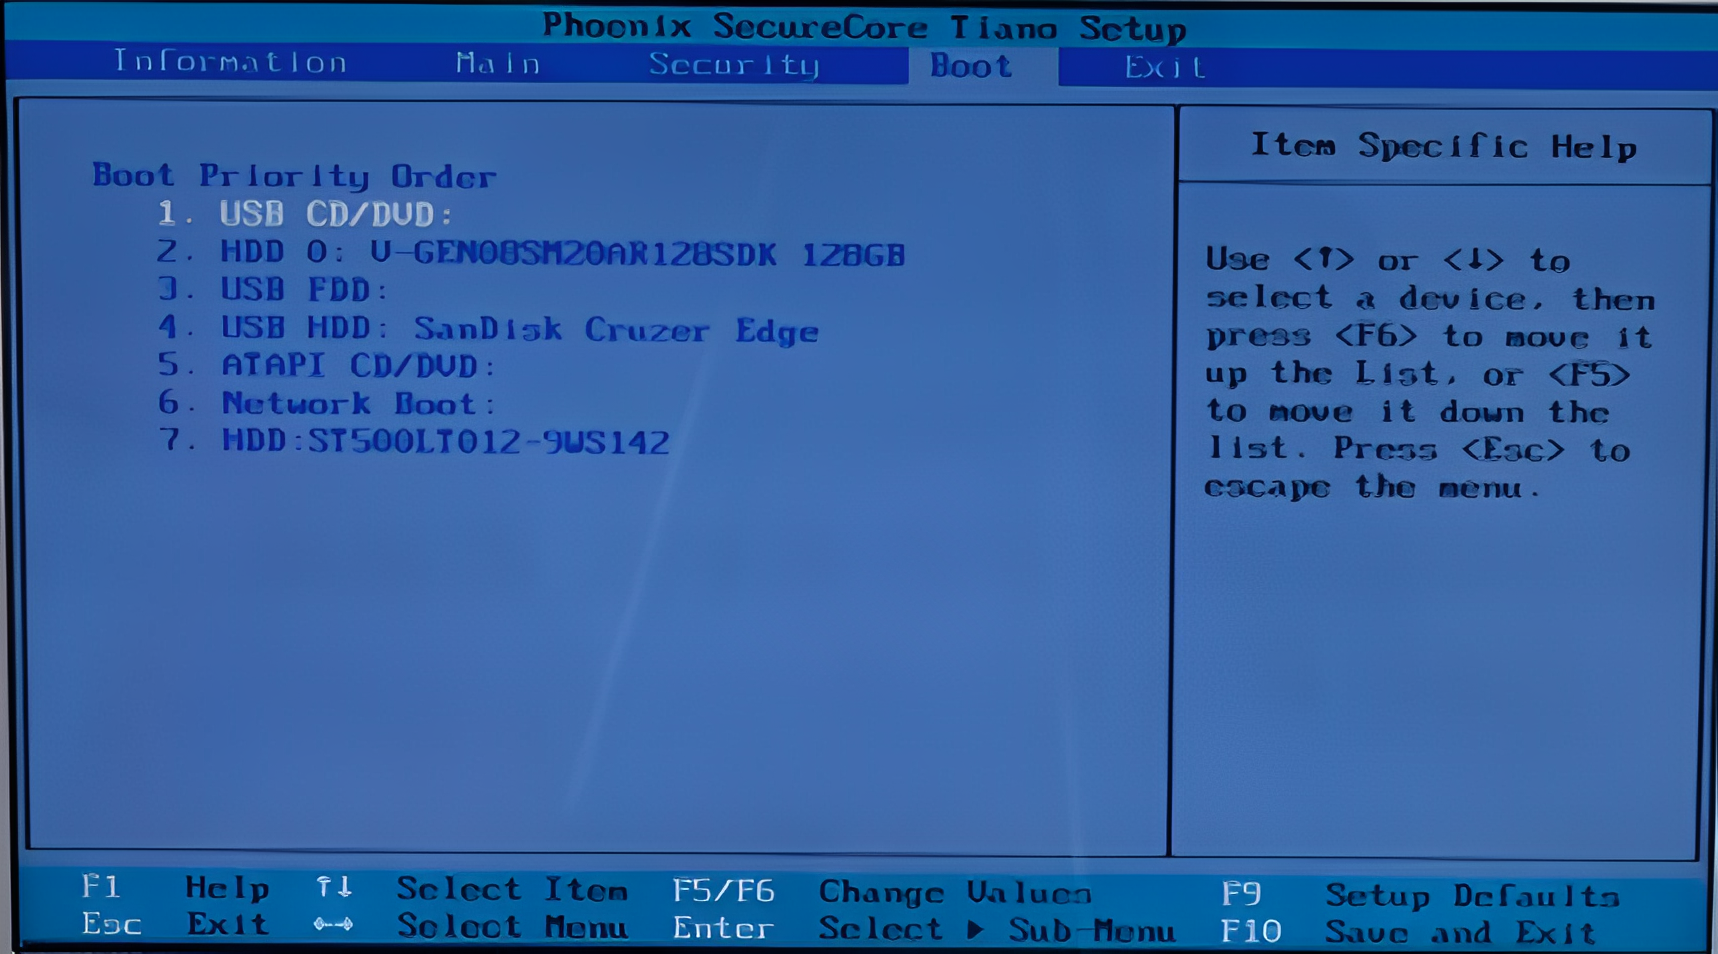 Phoenix SecureCore Tiano Setup
Information Main Security Boot Exit
Boot Priority Order
1. USB CD/DVD:
2. HDD 0: U-GEN08SM20AR128SDK 128GB
3. USB FDD:
4. USB HDD: SanDisk Cruzer Edge
5. ATAPI CD/DVD:
6. Network Boot:
7. HDD:ST500LT012-9WS142
Item Specific Help
Use <↑> or <↓> to
select a device, then
press <F6> to move it
up the List, or <F5>
to move it down the
list. Press <Esc> to
escape the menu.
F1 Help ↑↓ Select Item F5/F6 Change Values F9 Setup Defaults
Esc Exit ↔ Select Menu Enter Select ▶ Sub-Menu F10 Save and Exit